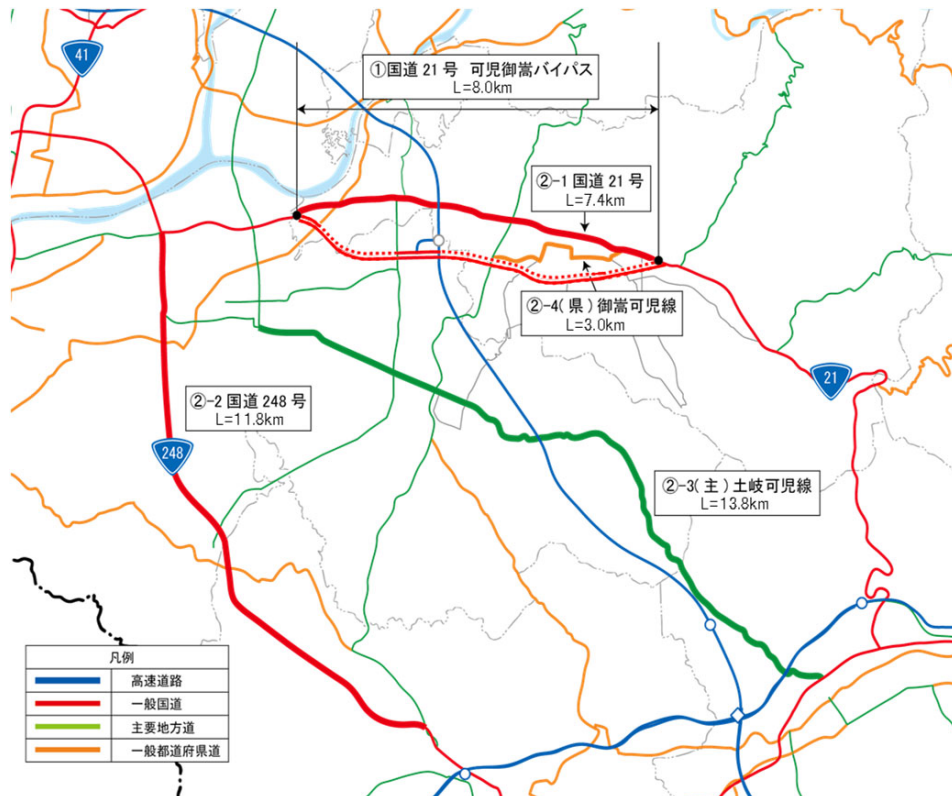 41
①国道 21 号 可児御嵩バイパス
L=8.0km
②-1 国道 21 号
L=7.4km
②-4( 県 ) 御嵩可児線
L=3.0km
21
②-2 国道 248 号
L=11.8km
248
②-3( 主 ) 土岐可児線
L=13.8km
凡例
高速道路
一般国道
主要地方道
一般都道府県道